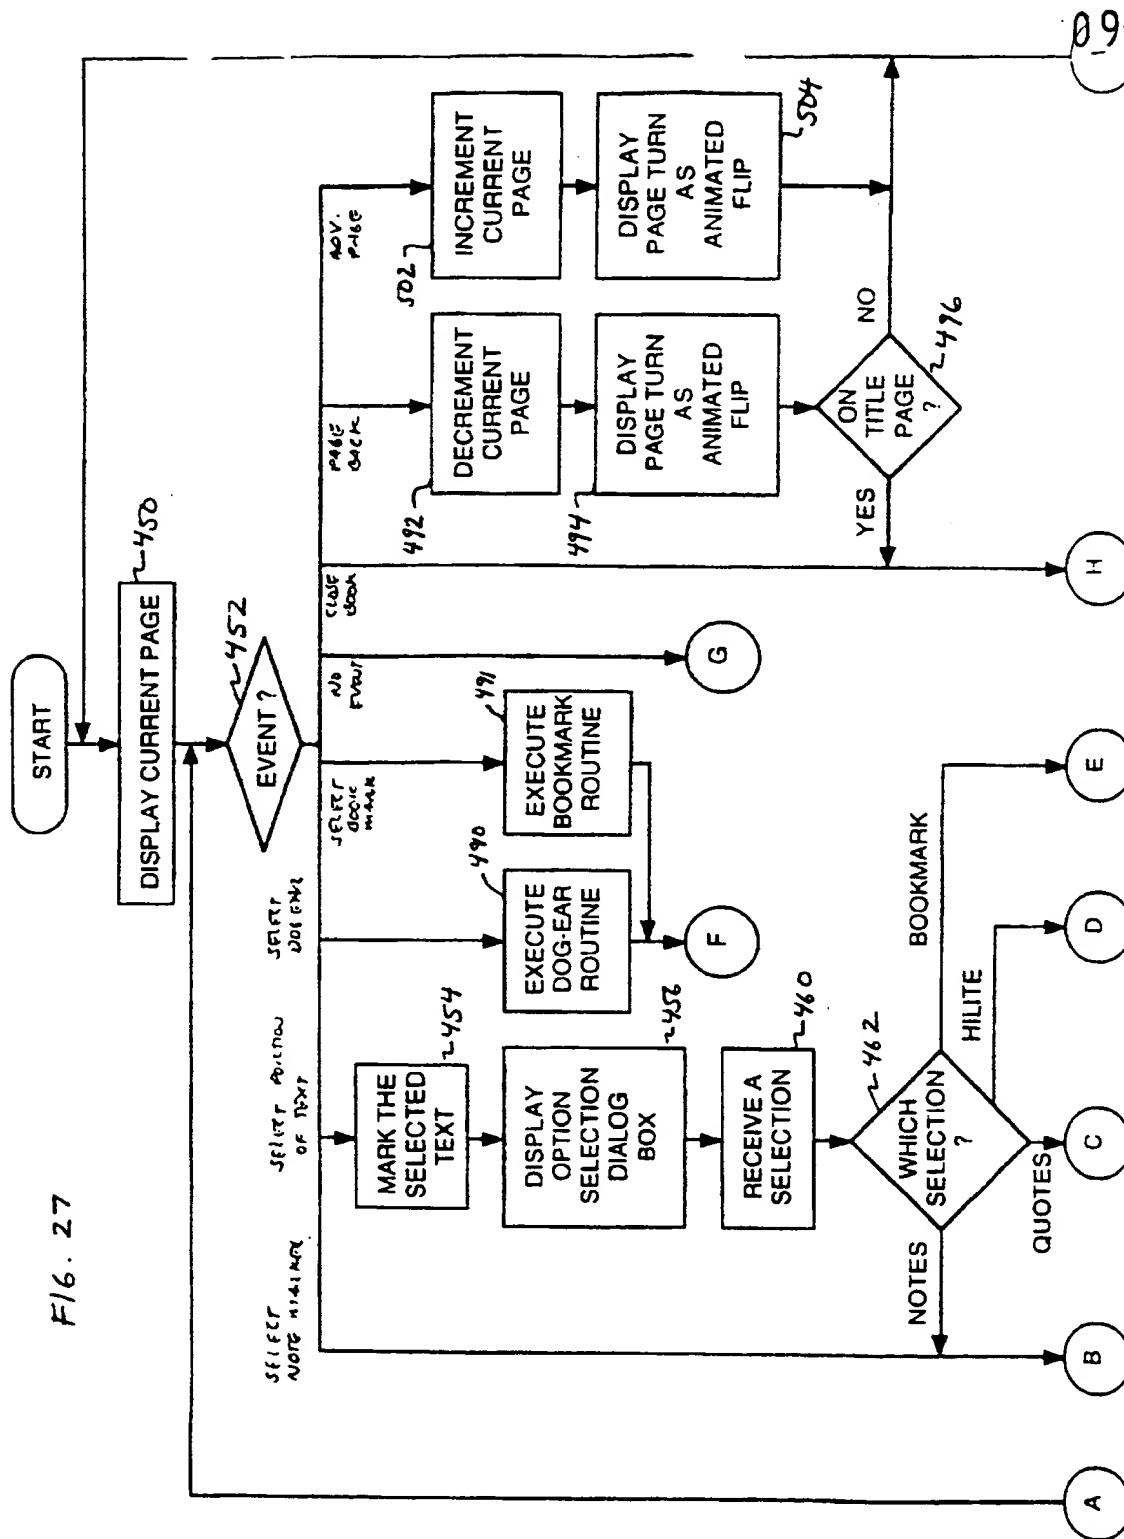 FIG. 27
START
DISPLAY CURRENT PAGE
450
EVENT ?
452
SELECT
NOTE MARKER
SELECT PORTION
OF TEXT
SELECT
DOG EAR
SELECT
BOOK
MARK
NO
EVENT
CLOSE
BOOK
PAGE
BACK
ADV.
PAGE
MARK THE
SELECTED
TEXT
454
DISPLAY
OPTION
SELECTION
DIALOG
BOX
456
RECEIVE A
SELECTION
460
WHICH
SELECTION
?
462
NOTES
QUOTES
HILITE
BOOKMARK
EXECUTE
DOG-EAR
ROUTINE
490
EXECUTE
BOOKMARK
ROUTINE
491
DECREMENT
CURRENT
PAGE
492
DISPLAY
PAGE TURN
AS
ANIMATED
FLIP
494
ON
TITLE
PAGE
?
496
YES
NO
INCREMENT
CURRENT
PAGE
502
DISPLAY
PAGE TURN
AS
ANIMATED
FLIP
504
A
B
C
D
E
F
G
H
09